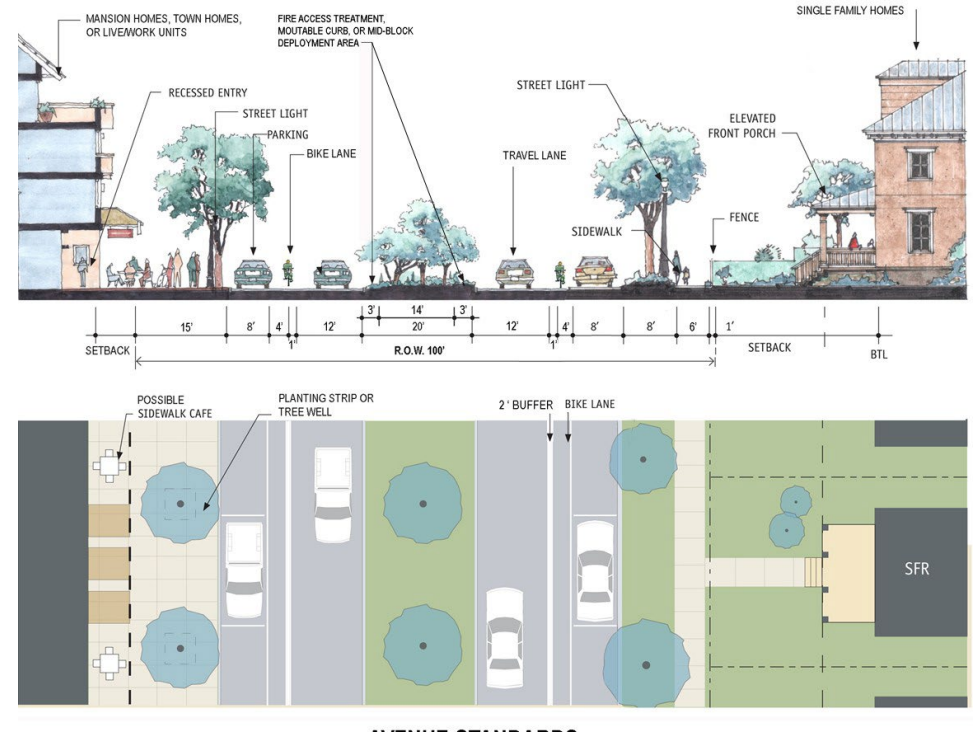 MANSION HOMES, TOWN HOMES,
OR LIVE/WORK UNITS
FIRE ACCESS TREATMENT,
MOUTABLE CURB, OR MID-BLOCK
DEPLOYMENT AREA
SINGLE FAMILY HOMES
RECESSED ENTRY
STREET LIGHT
PARKING
BIKE LANE
TRAVEL LANE
STREET LIGHT
ELEVATED
FRONT PORCH
SIDEWALK
FENCE
3' 14' 3'
15' 8' 4' 1' 12' 20' 12' 1' 4' 8' 8' 6' 1'
SETBACK
R.O.W. 100'
SETBACK
BTL
POSSIBLE
SIDEWALK CAFE
PLANTING STRIP OR
TREE WELL
2' BUFFER
BIKE LANE
SFR
AVENUE STANDARDS